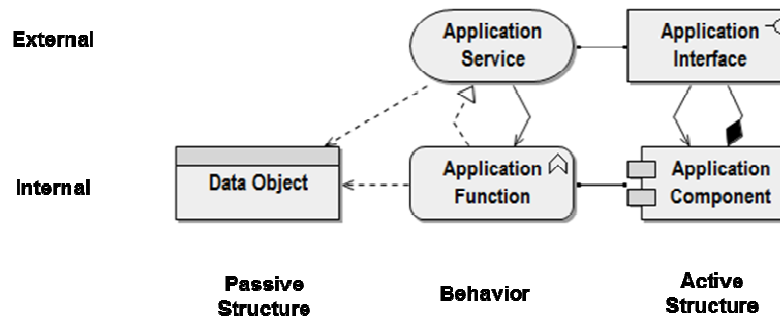 External
Application
Service
Application
Interface
Internal
Data Object
Application
Function
Application
Component
Passive
Structure
Behavior
Active
Structure